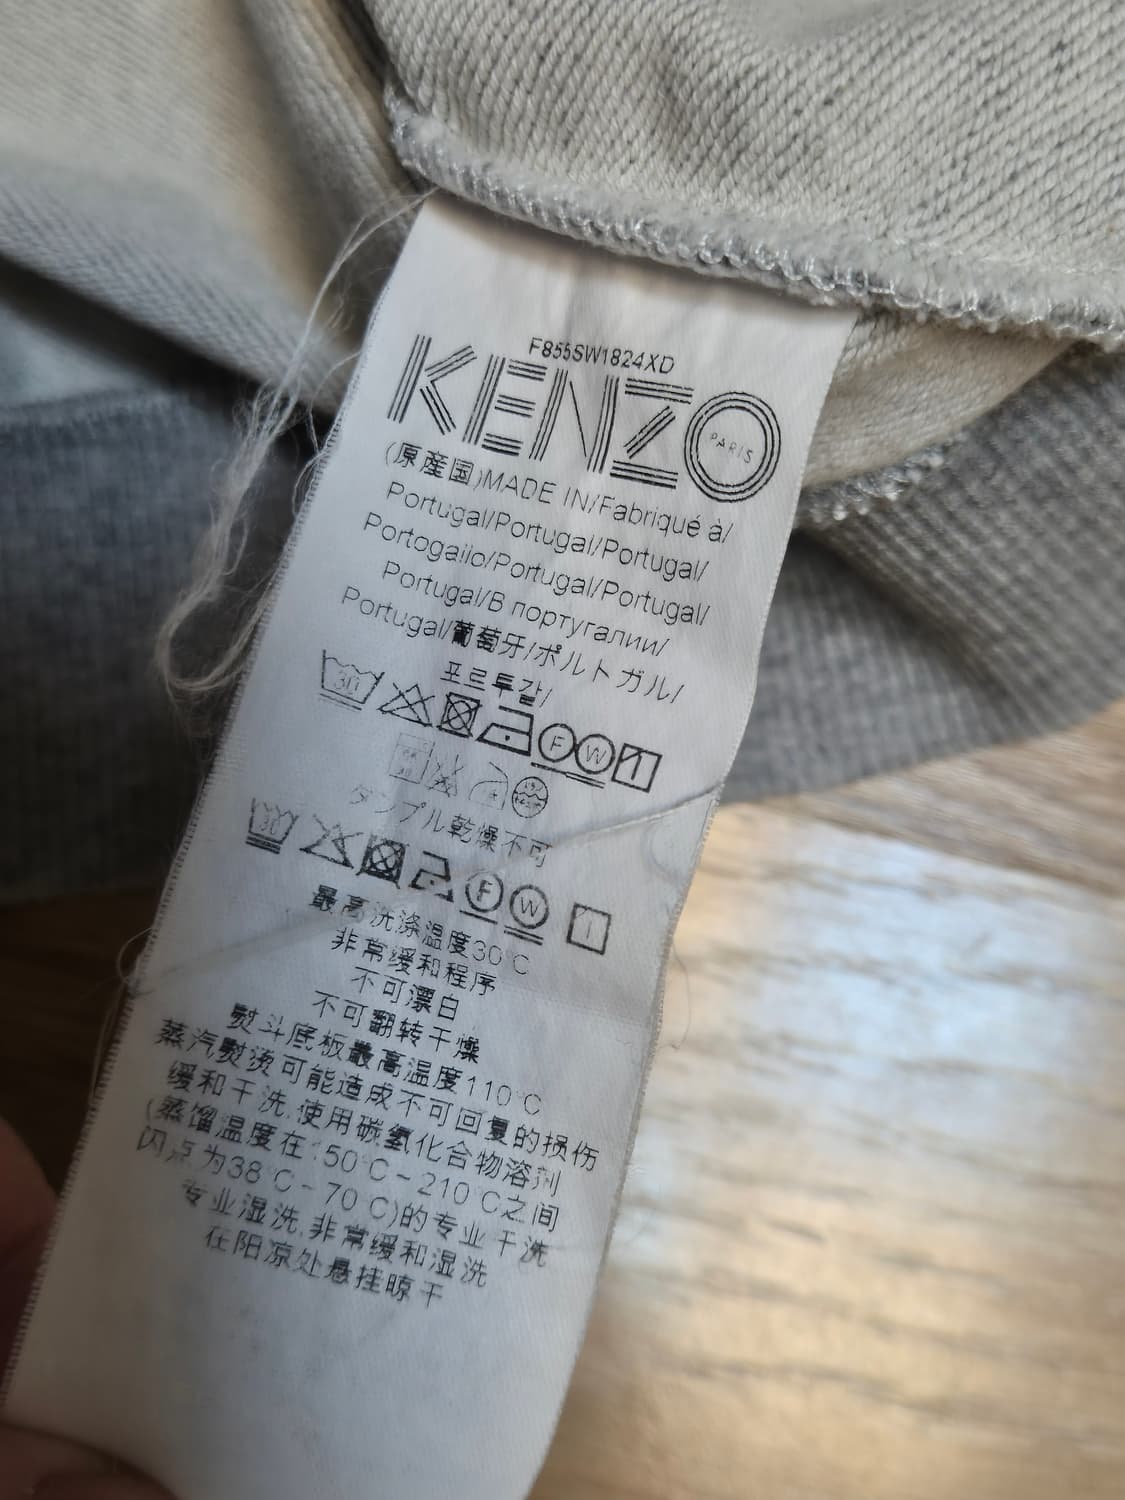 F855SW1824XD
KENZO
PARIS
(原産国)MADE IN/Fabriqué à/
Portugal/Portugal/Portugal/
Portogallo/Portugal/Portugal/
Portugal/В португалии/
Portugal/葡萄牙/ポルトガル/
포르투갈/
30
F W
タンブル乾燥不可
30
F W
最高洗涤温度30°C
非常缓和程序
不可漂白
不可翻转干燥
熨斗底板最高温度110°C
蒸汽熨烫可能造成不可回复的损伤
缓和干洗,使用碳氢化合物溶剂
(蒸馏温度在150°C-210°C之间
闪点为38°C-70°C)的专业干洗
专业湿洗,非常缓和湿洗
在阳凉处悬挂晾干